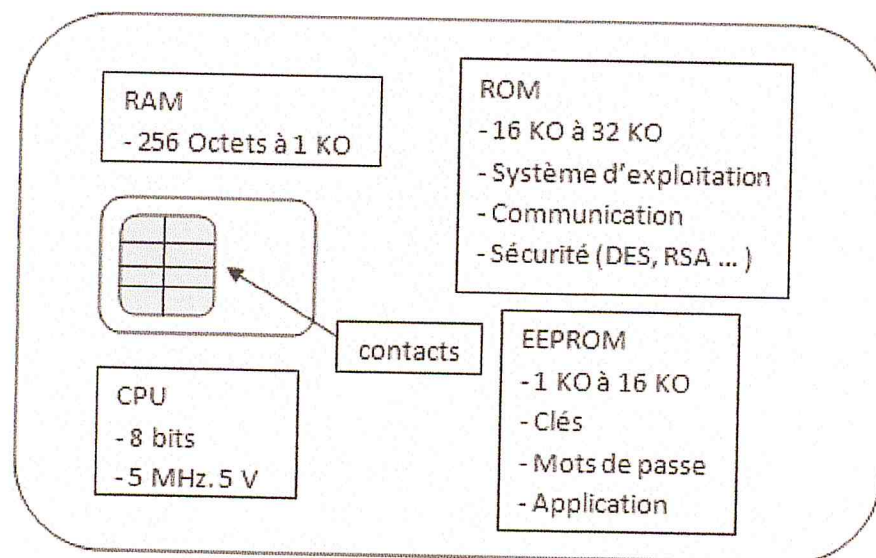 RAM
- 256 Octets à 1 KO
ROM
- 16 KO à 32 KO
- Système d'exploitation
- Communication
- Sécurité (DES, RSA ... )
contacts
CPU
- 8 bits
- 5 MHz. 5 V
EEPROM
- 1 KO à 16 KO
- Clés
- Mots de passe
- Application